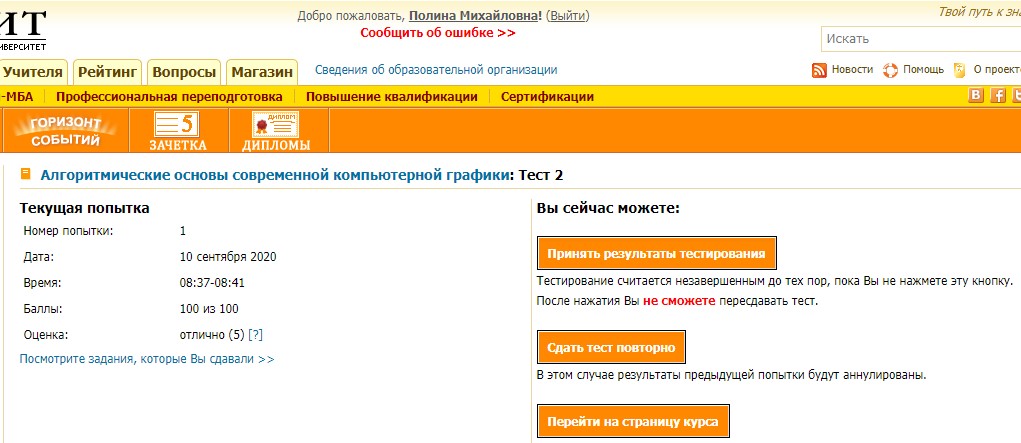 ИТ
ИВЕРСИТЕТ
Добро пожаловать, Полина Михайловна! (Выйти)
Сообщить об ошибке >>
Твой путь к зна
Искать
Учителя Рейтинг Вопросы Магазин Сведения об образовательной организации
Новости Помощь О проект
-МБА Профессиональная переподготовка Повышение квалификации Сертификации
ГОРИЗОНТ СОБЫТИЙ
5 ЗАЧЕТКА
ДИПЛОМ ДИПЛОМЫ
Алгоритмические основы современной компьютерной графики: Тест 2
Текущая попытка
Номер попытки: 1
Дата: 10 сентября 2020
Время: 08:37-08:41
Баллы: 100 из 100
Оценка: отлично (5) [?]
Посмотрите задания, которые Вы сдавали >>
Вы сейчас можете:
Принять результаты тестирования
Тестирование считается незавершенным до тех пор, пока Вы не нажмете эту кнопку.
После нажатия Вы не сможете пересдавать тест.
Сдать тест повторно
В этом случае результаты предыдущей попытки будут аннулированы.
Перейти на страницу курса